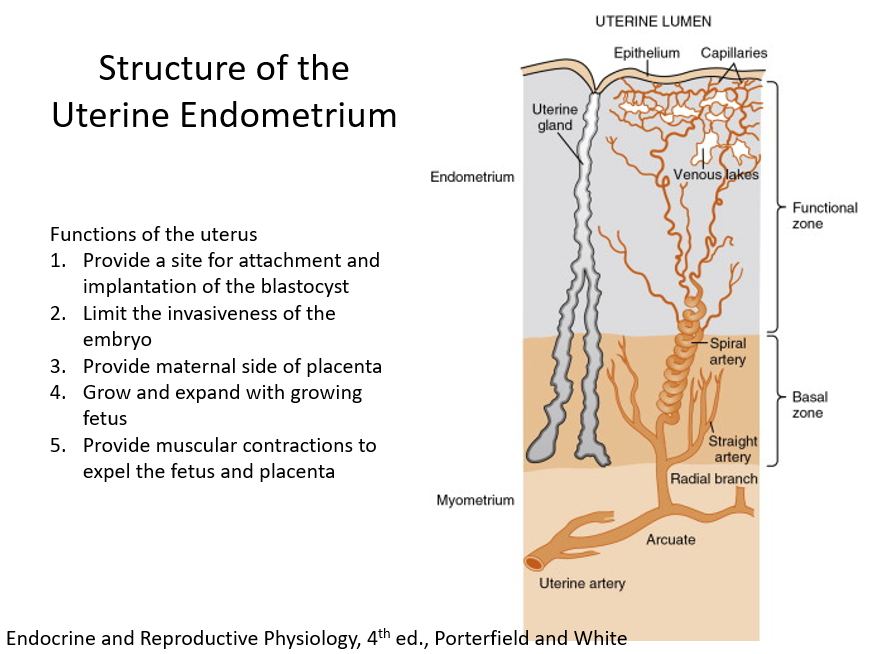 Structure of the
Uterine Endometrium
Functions of the uterus
1. Provide a site for attachment and
implantation of the blastocyst
2. Limit the invasiveness of the
embryo
3. Provide maternal side of placenta
4. Grow and expand with growing
fetus
5. Provide muscular contractions to
expel the fetus and placenta
UTERINE LUMEN
Epithelium
Capillaries
Uterine
gland
Venous lakes
Endometrium
Functional
zone
Spiral
artery
Basal
zone
Straight
artery
Radial branch
Myometrium
Arcuate
Uterine artery
Endocrine and Reproductive Physiology, 4th ed., Porterfield and White